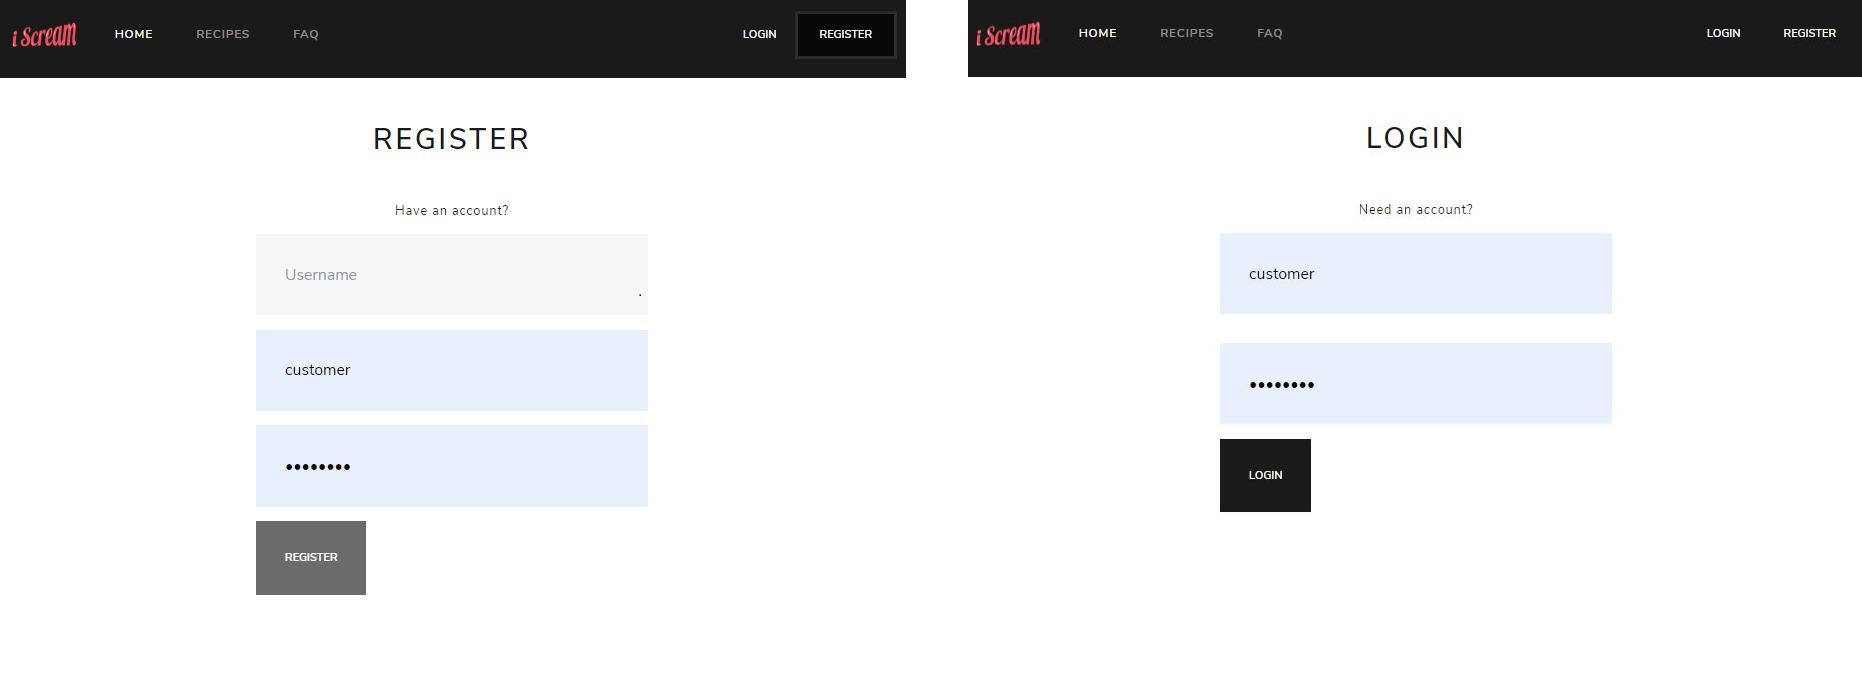 i Scream HOME RECIPES FAQ LOGIN REGISTER
REGISTER
Have an account?
Username
customer
••••••••
REGISTER
i Scream HOME RECIPES FAQ LOGIN REGISTER
LOGIN
Need an account?
customer
••••••••
LOGIN